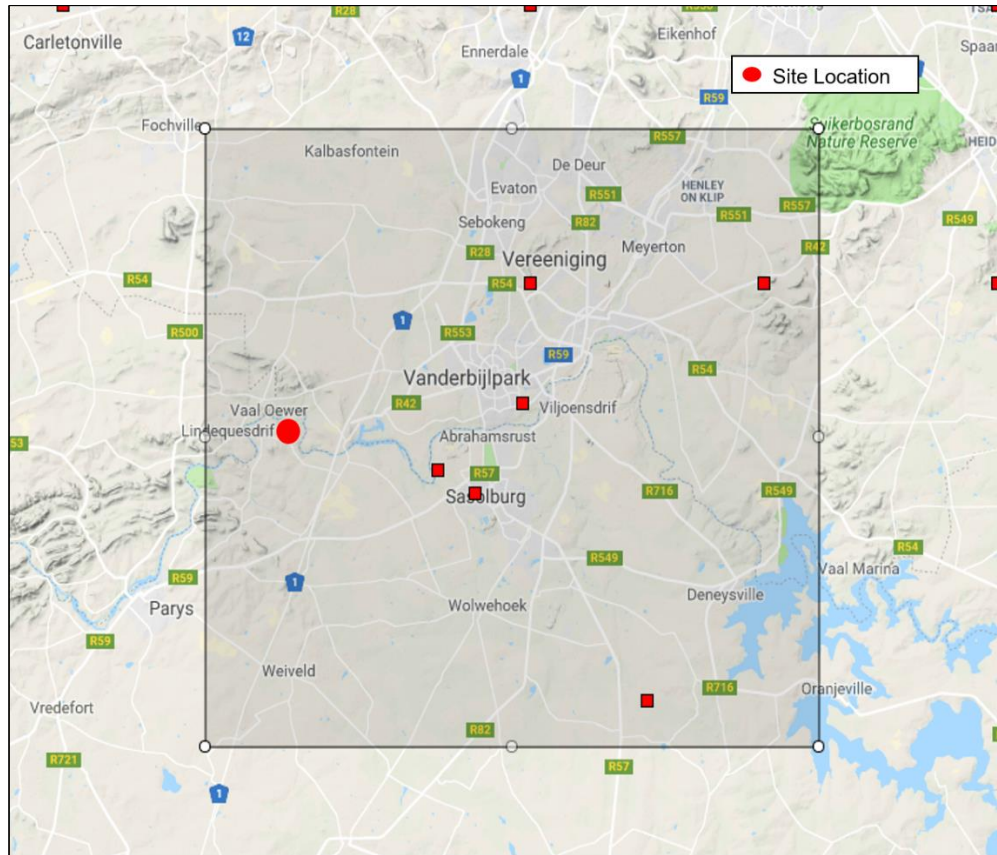 R28
R558
Carletonville
12
Ennerdale
Eikenhof
1
Spaar
Site Location
R59
Fochville
R557
Suikerbosrand
Nature Reserve
HEID
Kalbasfontein
De Deur
Evaton
R551
HENLEY
ON KLIP
R557
R551
R549
Sebokeng
R82
Meyerton
R42
R28
Vereeniging
R54
R54
R500
1
R553
R59
R54
Vanderbijlpark
R42
Viljoensdrif
Vaal Oewer
Lindequesdrif
53
Abrahamsrust
R57
Sasolburg
R716
R549
R54
R549
Vaal Marina
R59
1
Parys
Wolwehoek
Deneysville
R59
Weiveld
R716
Oranjeville
Vredefort
R82
R721
R57
1